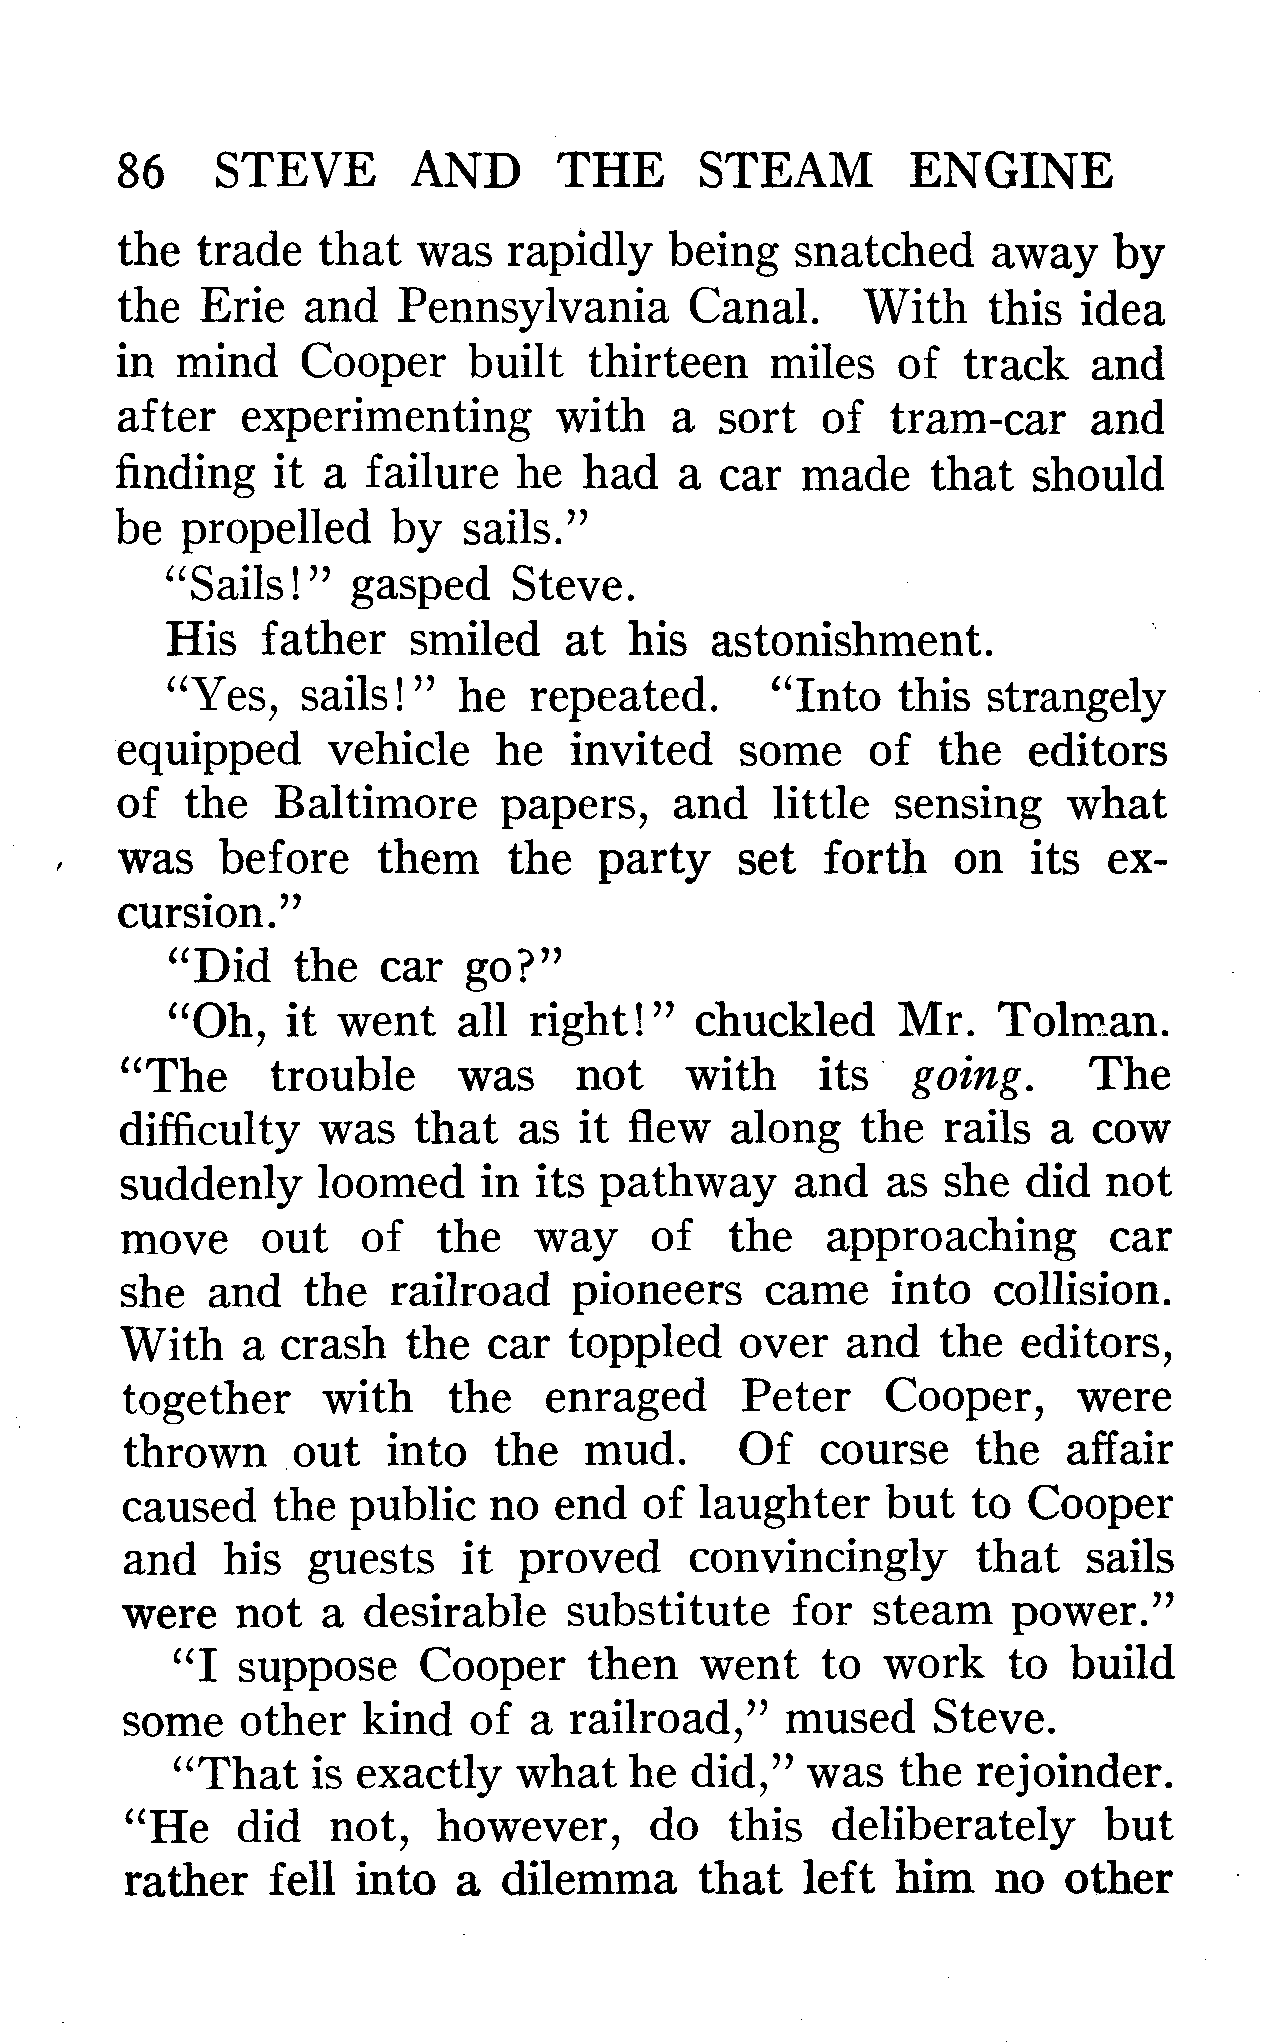 86 STEVE AND THE STEAM ENGINE
the trade that was rapidly being snatched away by
the Erie and Pennsylvania Canal. With this idea
in mind Cooper built thirteen miles of track and
after experimenting with a sort of tram-car and
finding it a failure he had a car made that should
be propelled by sails.”
“Sails!” gasped Steve.
His father smiled at his astonishment.
“Yes, sails!” he repeated. “Into this strangely
equipped vehicle he invited some of the editors
of the Baltimore papers, and little sensing what
was before them the party set forth on its ex-
cursion.”
“Did the car go?”
“Oh, it went all right!” chuckled Mr. Tolman.
“The trouble was not with its going. The
difficulty was that as it flew along the rails a cow
suddenly loomed in its pathway and as she did not
move out of the way of the approaching car
she and the railroad pioneers came into collision.
With a crash the car toppled over and the editors,
together with the enraged Peter Cooper, were
thrown out into the mud. Of course the affair
caused the public no end of laughter but to Cooper
and his guests it proved convincingly that sails
were not a desirable substitute for steam power.”
“I suppose Cooper then went to work to build
some other kind of a railroad,” mused Steve.
“That is exactly what he did,” was the rejoinder.
“He did not, however, do this deliberately but
rather fell into a dilemma that left him no other